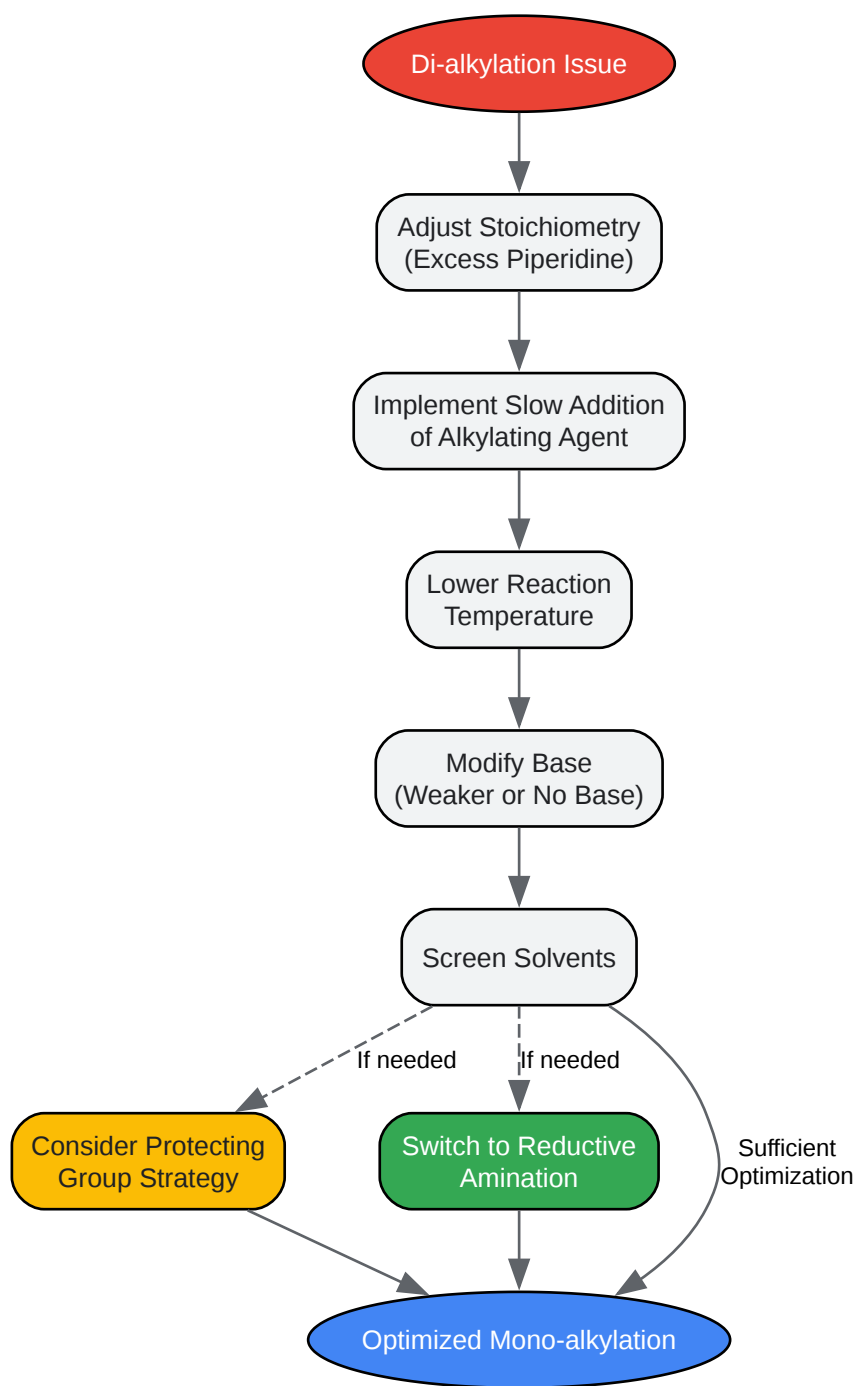 Di-alkylation Issue
Adjust Stoichiometry
(Excess Piperidine)
Implement Slow Addition
of Alkylating Agent
Lower Reaction
Temperature
Modify Base
(Weaker or No Base)
Screen Solvents
If needed
If needed
Consider Protecting
Group Strategy
Switch to Reductive
Amination
Sufficient
Optimization
Optimized Mono-alkylation